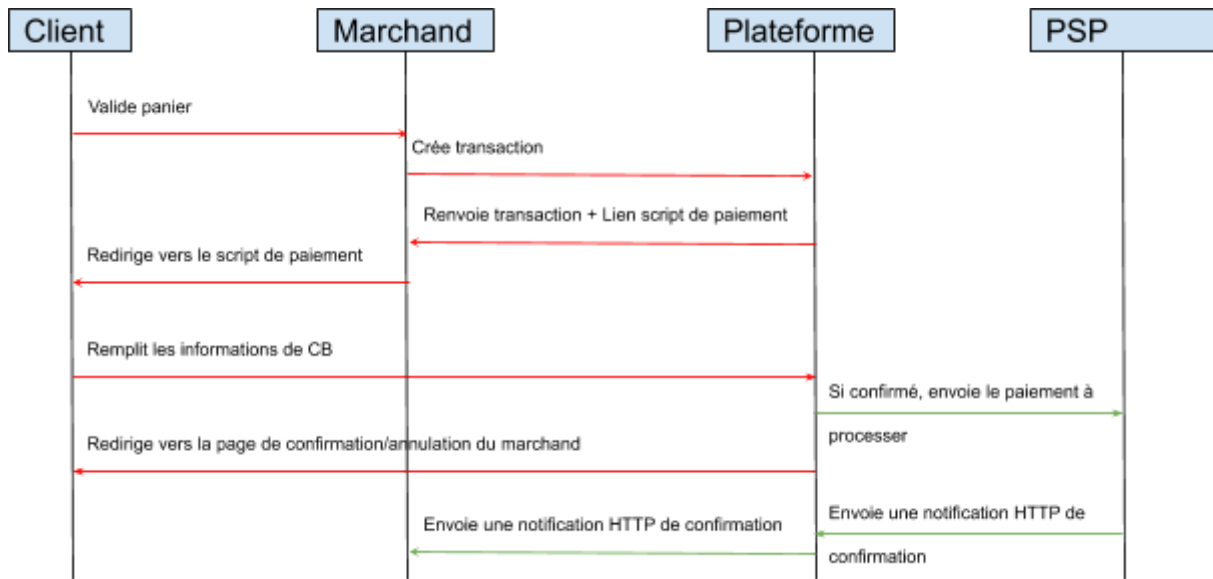 Client
Marchand
Plateforme
PSP
Valide panier
Crée transaction
Renvoie transaction + Lien script de paiement
Redirige vers le script de paiement
Remplit les informations de CB
Si confirmé, envoie le paiement à
processer
Redirige vers la page de confirmation/annulation du marchand
Envoie une notification HTTP de
confirmation
Envoie une notification HTTP de confirmation